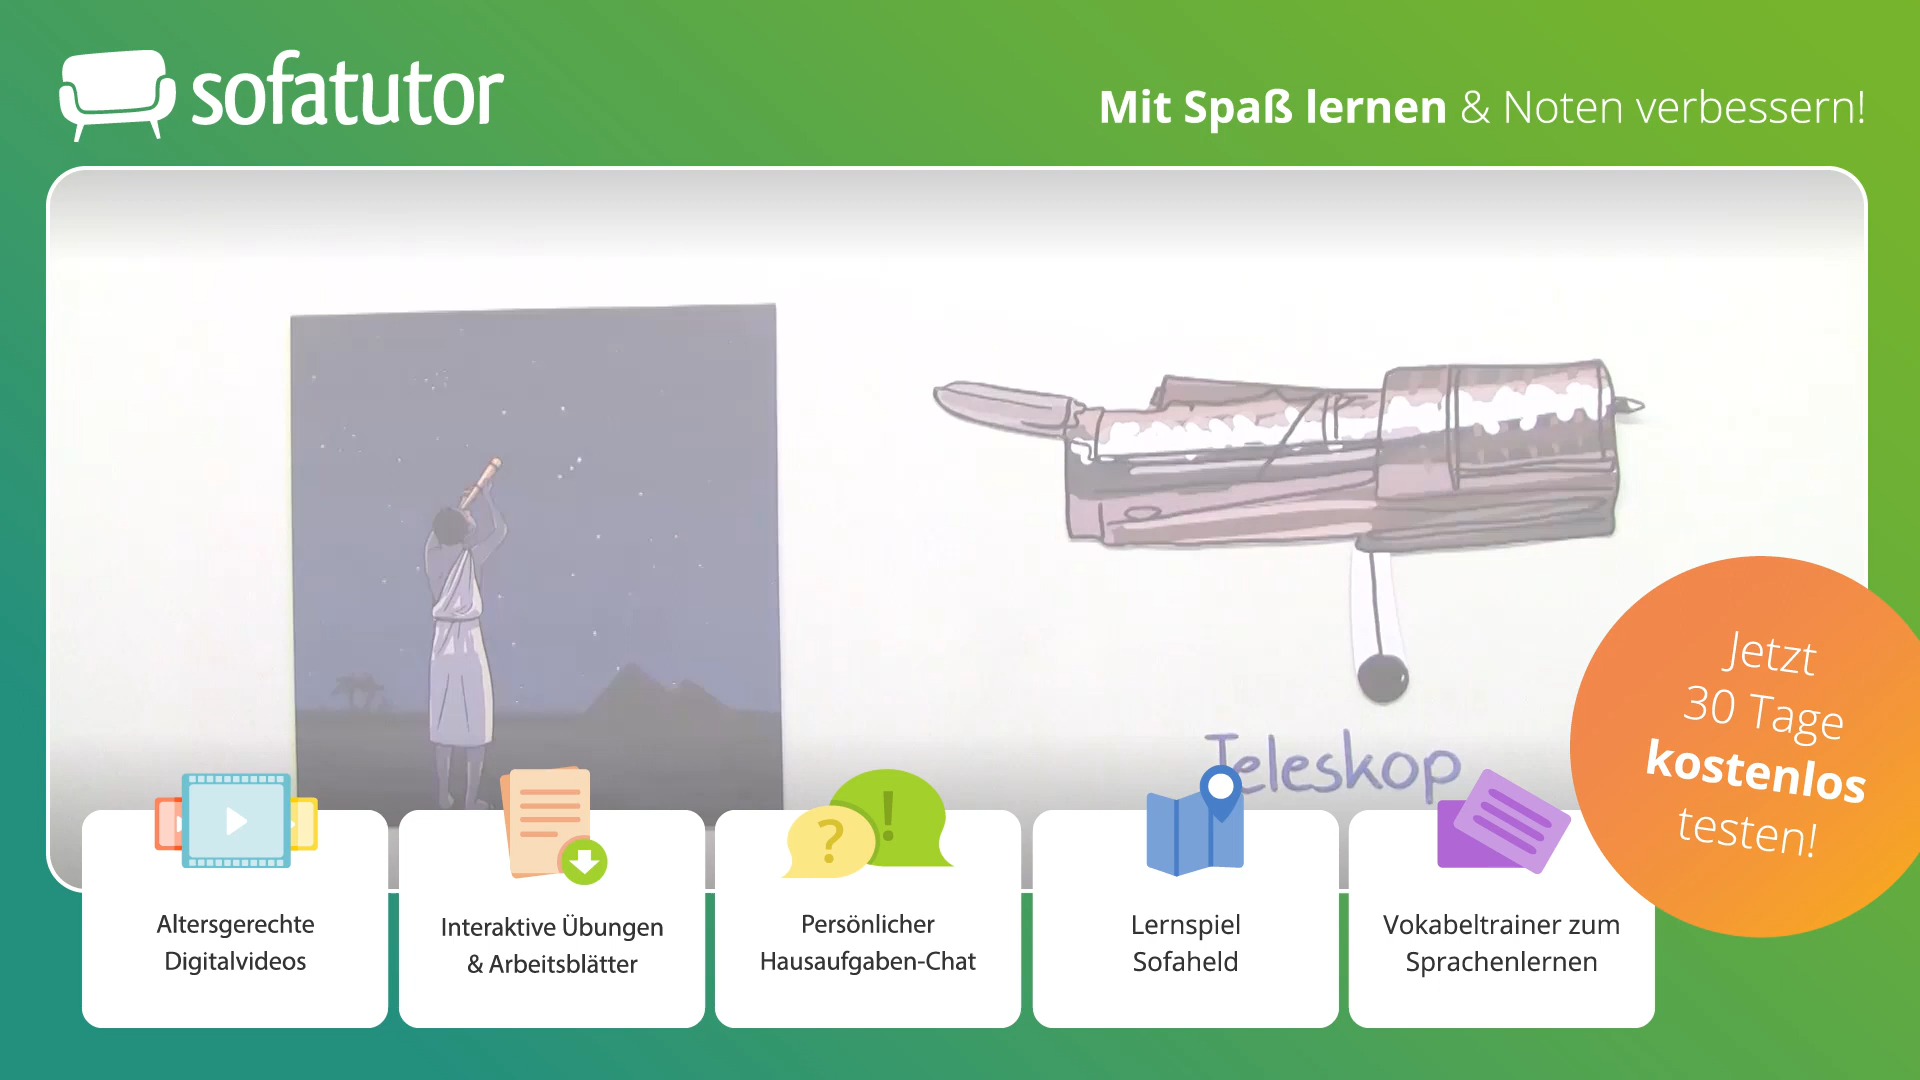 sofatutor
Mit Spaß lernen & Noten verbessern!
Teleskop
Jetzt
30 Tage
kostenlos
testen!
?
!
Altersgerechte
Digitalvideos
Interaktive Übungen
& Arbeitsblätter
Persönlicher
Hausaufgaben-Chat
Lernspiel
Sofaheld
Vokabeltrainer zum
Sprachenlernen